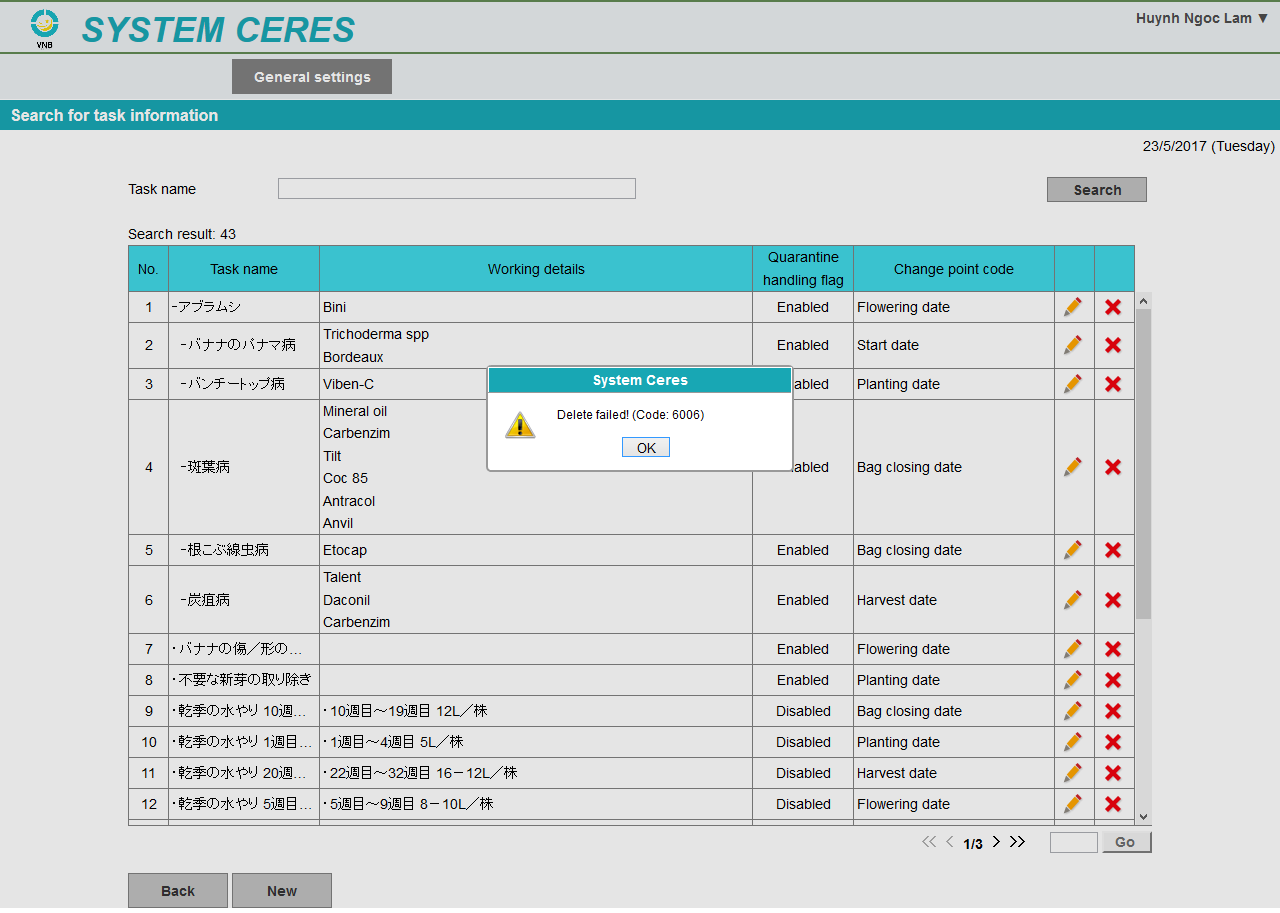 VNB
SYSTEM CERES
Huynh Ngoc Lam ▼
General settings
Search for task information
23/5/2017 (Tuesday)
Task name
Search
Search result: 43
No. Task name Working details Quarantine handling flag Change point code
1 -アブラムシ Bini Enabled Flowering date
2 -バナナのパナマ病 Trichoderma spp Enabled Start date
Bordeaux
3 -バンチートップ病 Viben-C abled Planting date
System Ceres
Delete failed! (Code: 6006)
OK
4 -斑葉病 Mineral oil abled Bag closing date
Carbenzim
Tilt
Coc 85
Antracol
Anvil
5 -根こぶ線虫病 Etocap Enabled Bag closing date
6 -炭疽病 Talent Enabled Harvest date
Daconil
Carbenzim
7 ･バナナの傷／形の… Enabled Flowering date
8 ･不要な新芽の取り除き Enabled Planting date
9 ･乾季の水やり 10週… ･10週目～19週目 12L／株 Disabled Bag closing date
10 ･乾季の水やり 1週目… ･1週目～4週目 5L／株 Disabled Planting date
11 ･乾季の水やり 20週… ･22週目～32週目 16－12L／株 Disabled Harvest date
12 ･乾季の水やり 5週目… ･5週目～9週目 8－10L／株 Disabled Flowering date
1/3
Go
Back
New